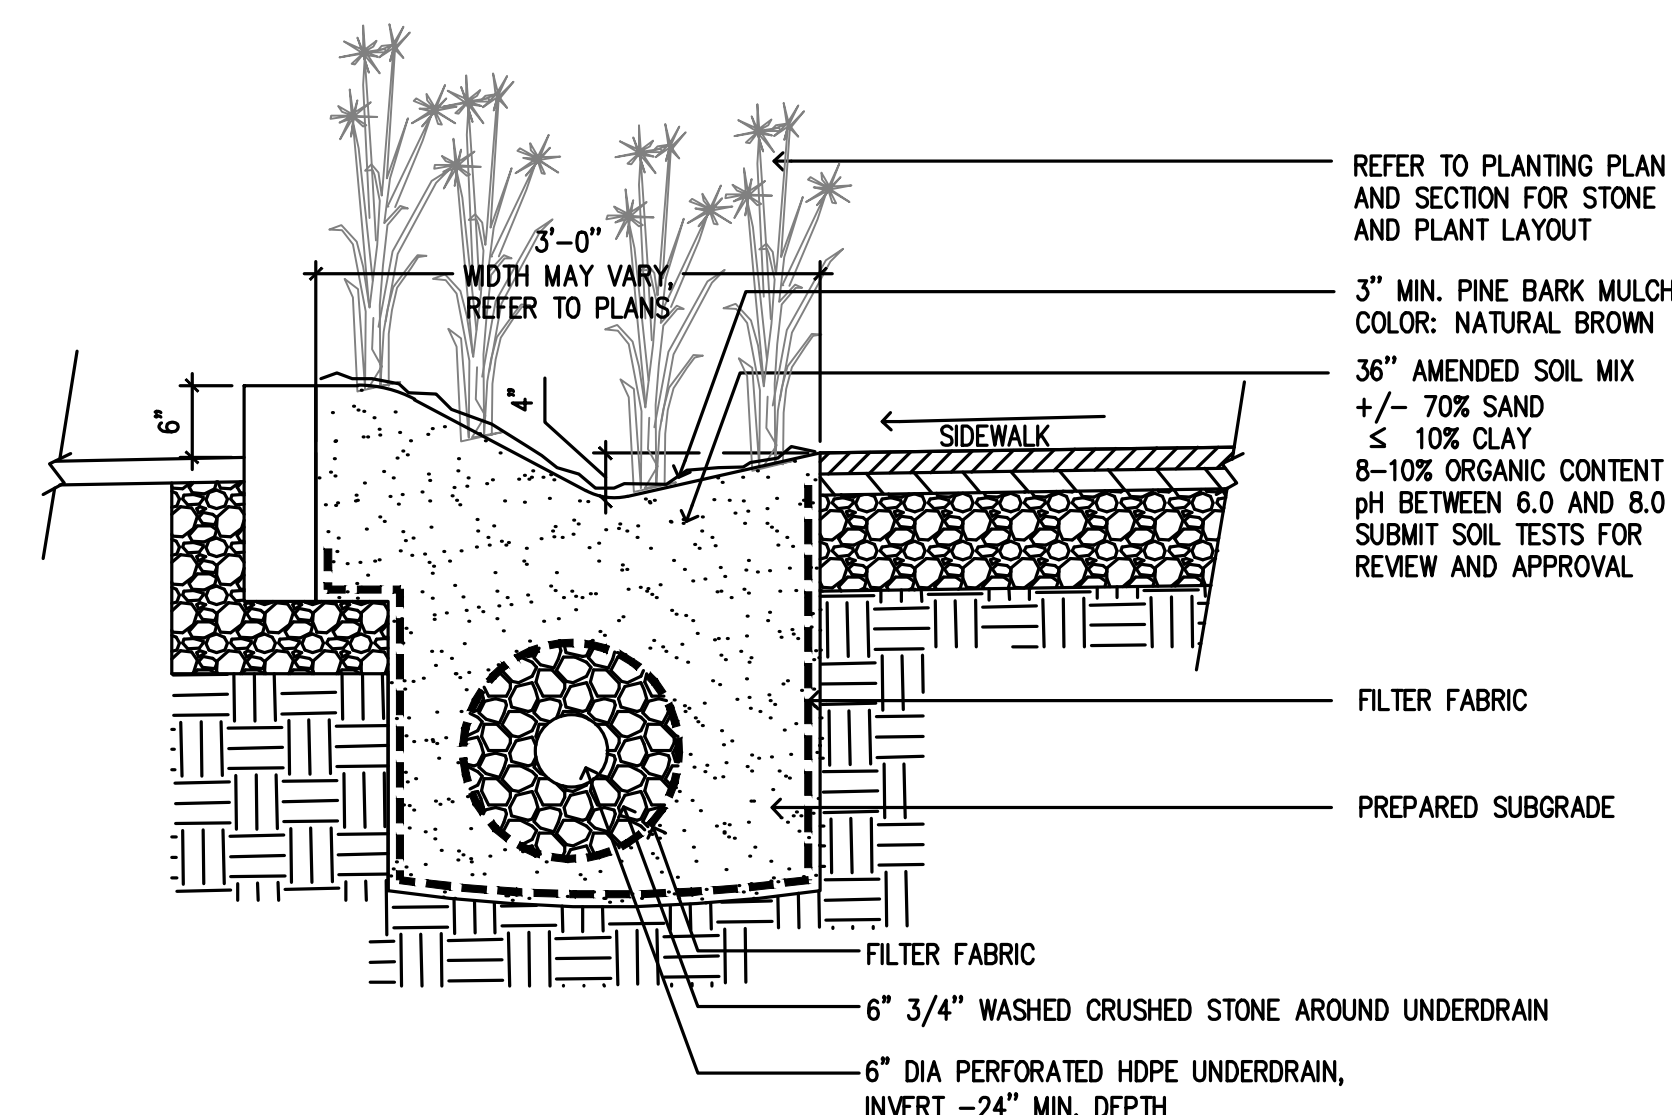 REFER TO PLANTING PLAN
AND SECTION FOR STONE
AND PLANT LAYOUT
3'-0"
WIDTH MAY VARY,
REFER TO PLANS
3" MIN. PINE BARK MULCH
COLOR: NATURAL BROWN
36" AMENDED SOIL MIX
+/- 70% SAND
≤ 10% CLAY
8-10% ORGANIC CONTENT
pH BETWEEN 6.0 AND 8.0
SUBMIT SOIL TESTS FOR
REVIEW AND APPROVAL
6"
4"
SIDEWALK
FILTER FABRIC
PREPARED SUBGRADE
FILTER FABRIC
6" 3/4" WASHED CRUSHED STONE AROUND UNDERDRAIN
6" DIA PERFORATED HDPE UNDERDRAIN,
INVERT -24" MIN. DEPTH